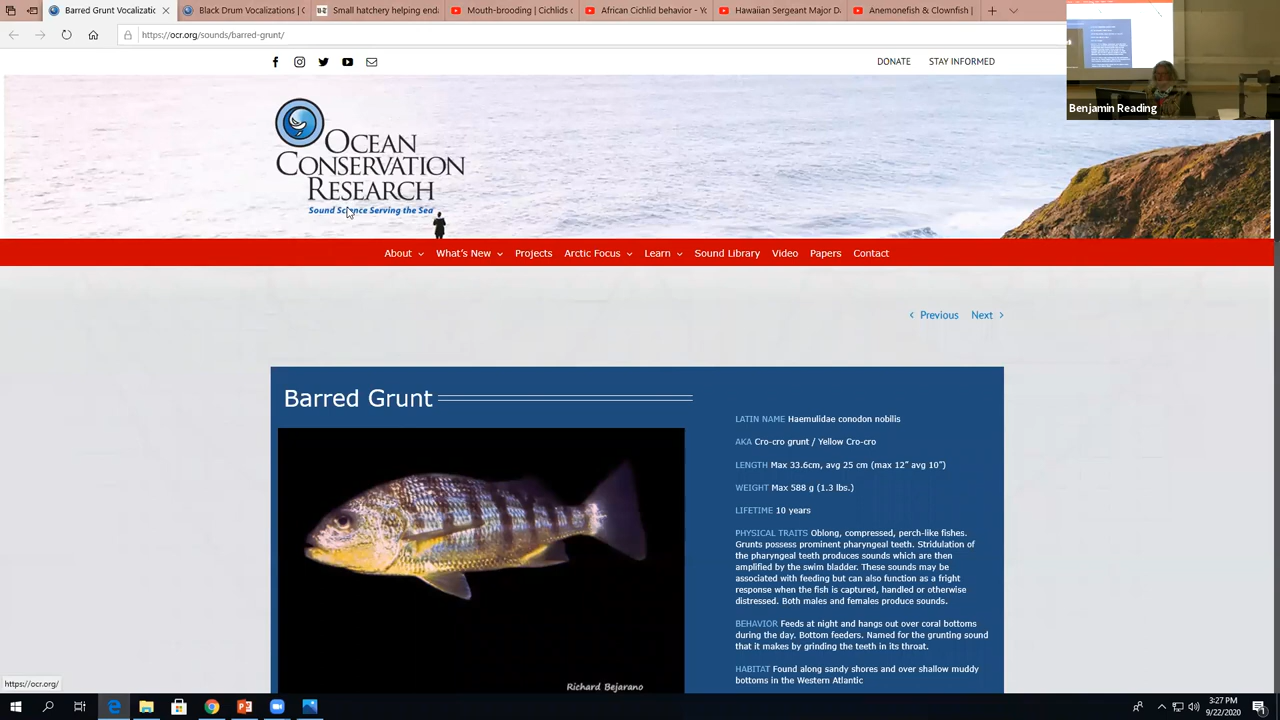 Boat-whistling ende
Black Drum Vocalizatio
Mouth-brooding henny
Anemonefish & Clownfis
African Cichlid - Cichlids o
Hawaiian Sergeant Major De
Anemonefish & Clownfish |
https://ocr.org/sounds/barred-grunt/
DONATE
STAY INFORMED
Benjamin Reading
OCEAN
CONSERVATION
RESEARCH
Sound Science Serving the Sea
About
What's New
Projects
Arctic Focus
Learn
Sound Library
Video
Papers
Contact
Previous
Next
Barred Grunt
Richard Bejarano
LATIN NAME Haemulidae conodon nobilis
AKA Cro-cro grunt / Yellow Cro-cro
LENGTH Max 33.6cm, avg 25 cm (max 12" avg 10")
WEIGHT Max 588 g (1.3 lbs.)
LIFETIME 10 years
PHYSICAL TRAITS Oblong, compressed, perch-like fishes.
Grunts possess prominent pharyngeal teeth. Stridulation of
the pharyngeal teeth produces sounds which are then
amplified by the swim bladder. These sounds may be
associated with feeding but can also function as a fright
response when the fish is captured, handled or otherwise
distressed. Both males and females produce sounds.
BEHAVIOR Feeds at night and hangs out over coral bottoms
during the day. Bottom feeders. Named for the grunting sound
that it makes by grinding the teeth in its throat.
HABITAT Found along sandy shores and over shallow muddy
bottoms in the Western Atlantic
https://ocr.org/
3:27 PM
9/22/2020